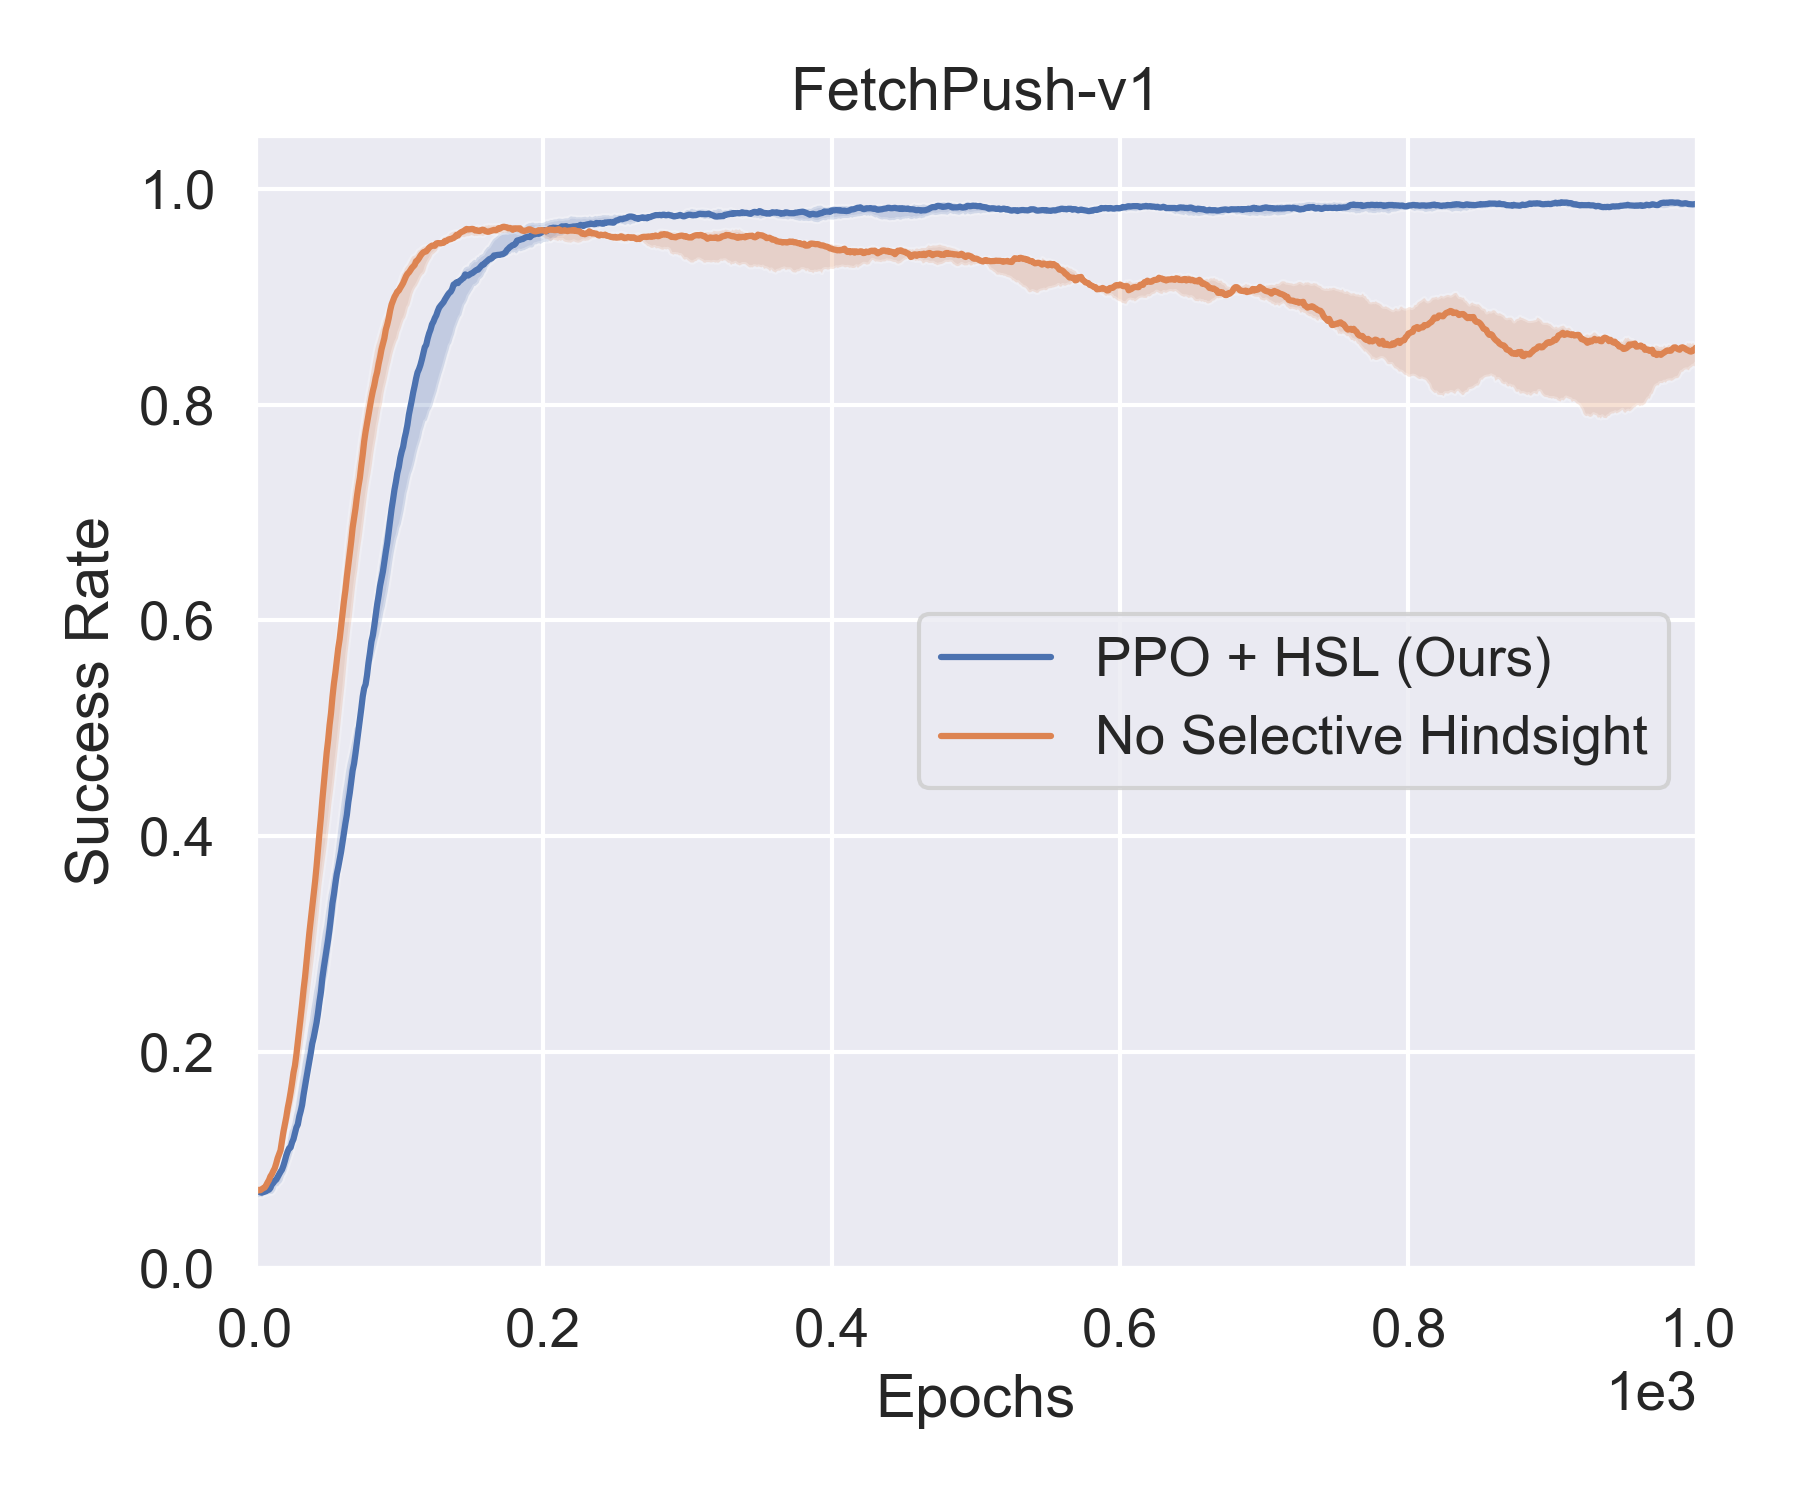 FetchPush-v1
1.0
0.8
0.6
0.4
0.2
0.0
Success Rate
PPO + HSL (Ours)
No Selective Hindsight
0.0 0.2 0.4 0.6 0.8 1.0
Epochs
1e3